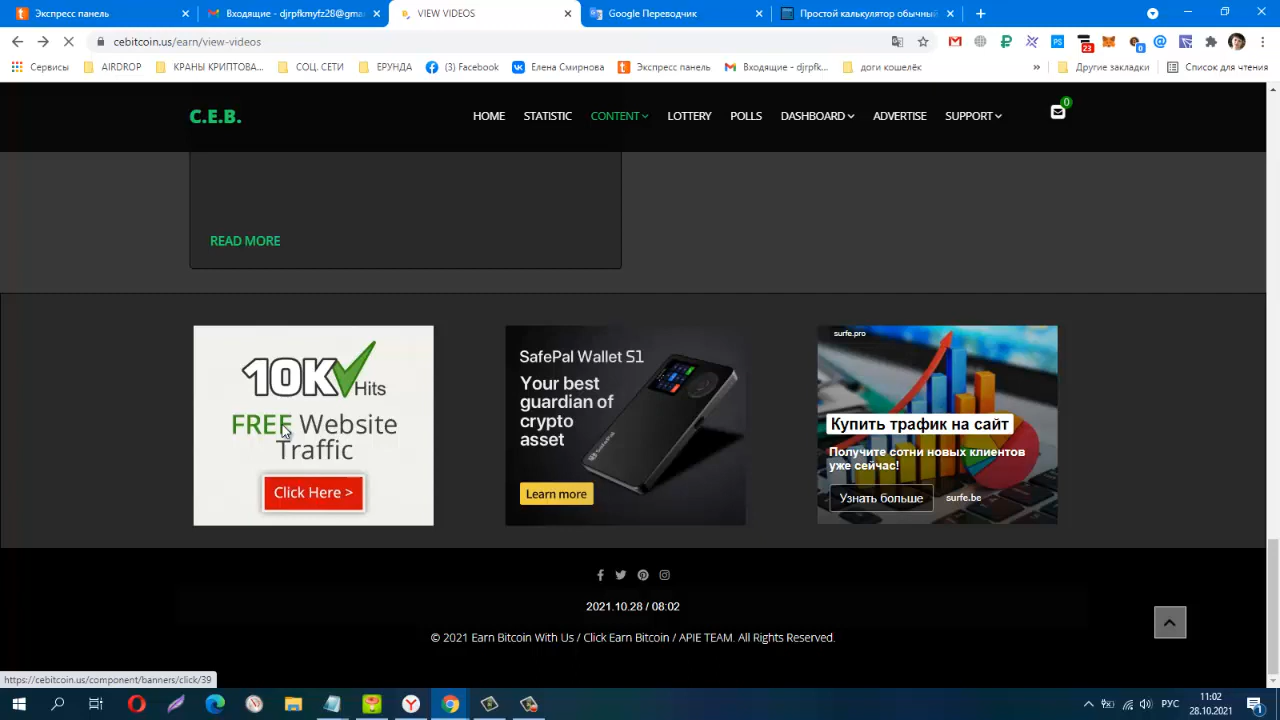 Экспресс панель
Входящие - djrpfkmyfz28@gma
VIEW VIDEOS
Google Переводчик
Простой калькулятор обычный
cebitcoin.us/earn/view-videos
23
0
Сервисы
AIRDROP
КРАНЫ КРИПТОВА...
СОЦ. СЕТИ
ЕРУНДА
(3) Facebook
Елена Смирнова
Экспресс панель
Входящие - djrpfk...
доги кошелёк
»
Другие закладки
Список для чтения
C.E.B.
HOME
STATISTIC
CONTENT
LOTTERY
POLLS
DASHBOARD
ADVERTISE
SUPPORT
0
READ MORE
10K Hits
FREE Website
Traffic
Click Here >
SafePal Wallet S1
Your best
guardian of
crypto
asset
Learn more
surfe.pro
Купить трафик на сайт
Получите сотни новых клиентов
уже сейчас!
Узнать больше
surfe.be
2021.10.28 / 08:02
© 2021 Earn Bitcoin With Us / Click Earn Bitcoin / APIE TEAM. All Rights Reserved.
https://cebitcoin.us/component/banners/click/39
РУС
11:02
28.10.2021
1